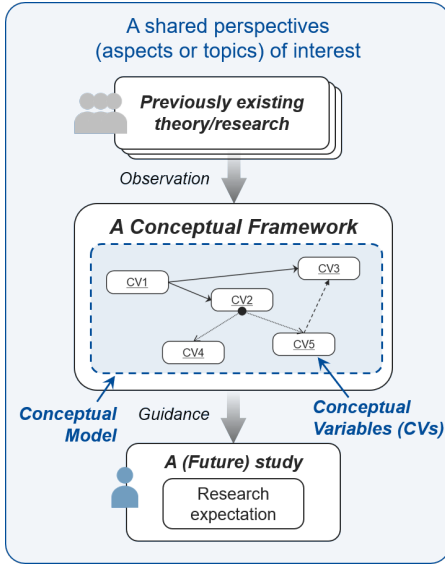 A shared perspectives
(aspects or topics) of interest
Previously existing
theory/research
Observation
A Conceptual Framework
CV1
CV3
CV2
CV4
CV5
Conceptual
Model
Guidance
Conceptual
Variables (CVs)
A (Future) study
Research
expectation